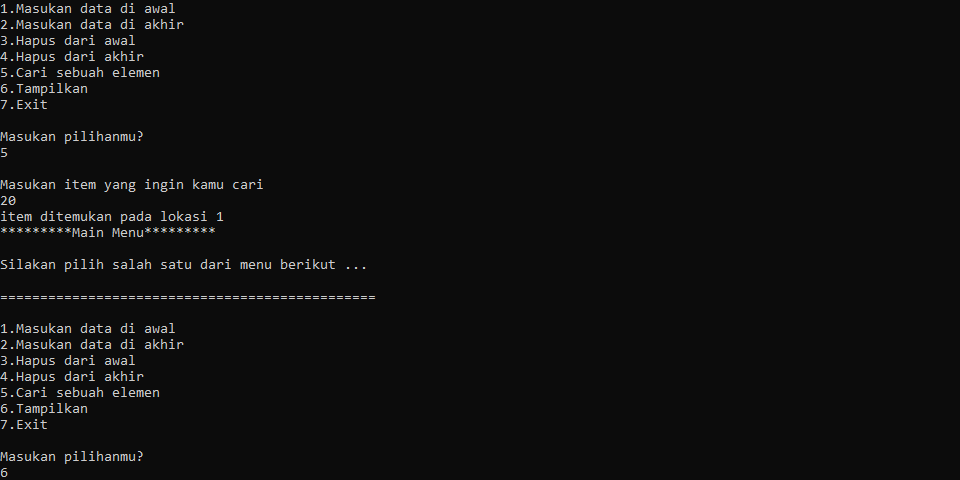 1.Masukan data di awal
2.Masukan data di akhir
3.Hapus dari awal
4.Hapus dari akhir
5.Cari sebuah elemen
6.Tampilkan
7.Exit
Masukan pilihanmu?
5
Masukan item yang ingin kamu cari
20
item ditemukan pada lokasi 1
*********Main Menu*********
Silakan pilih salah satu dari menu berikut ...
===============================================
1.Masukan data di awal
2.Masukan data di akhir
3.Hapus dari awal
4.Hapus dari akhir
5.Cari sebuah elemen
6.Tampilkan
7.Exit
Masukan pilihanmu?
6